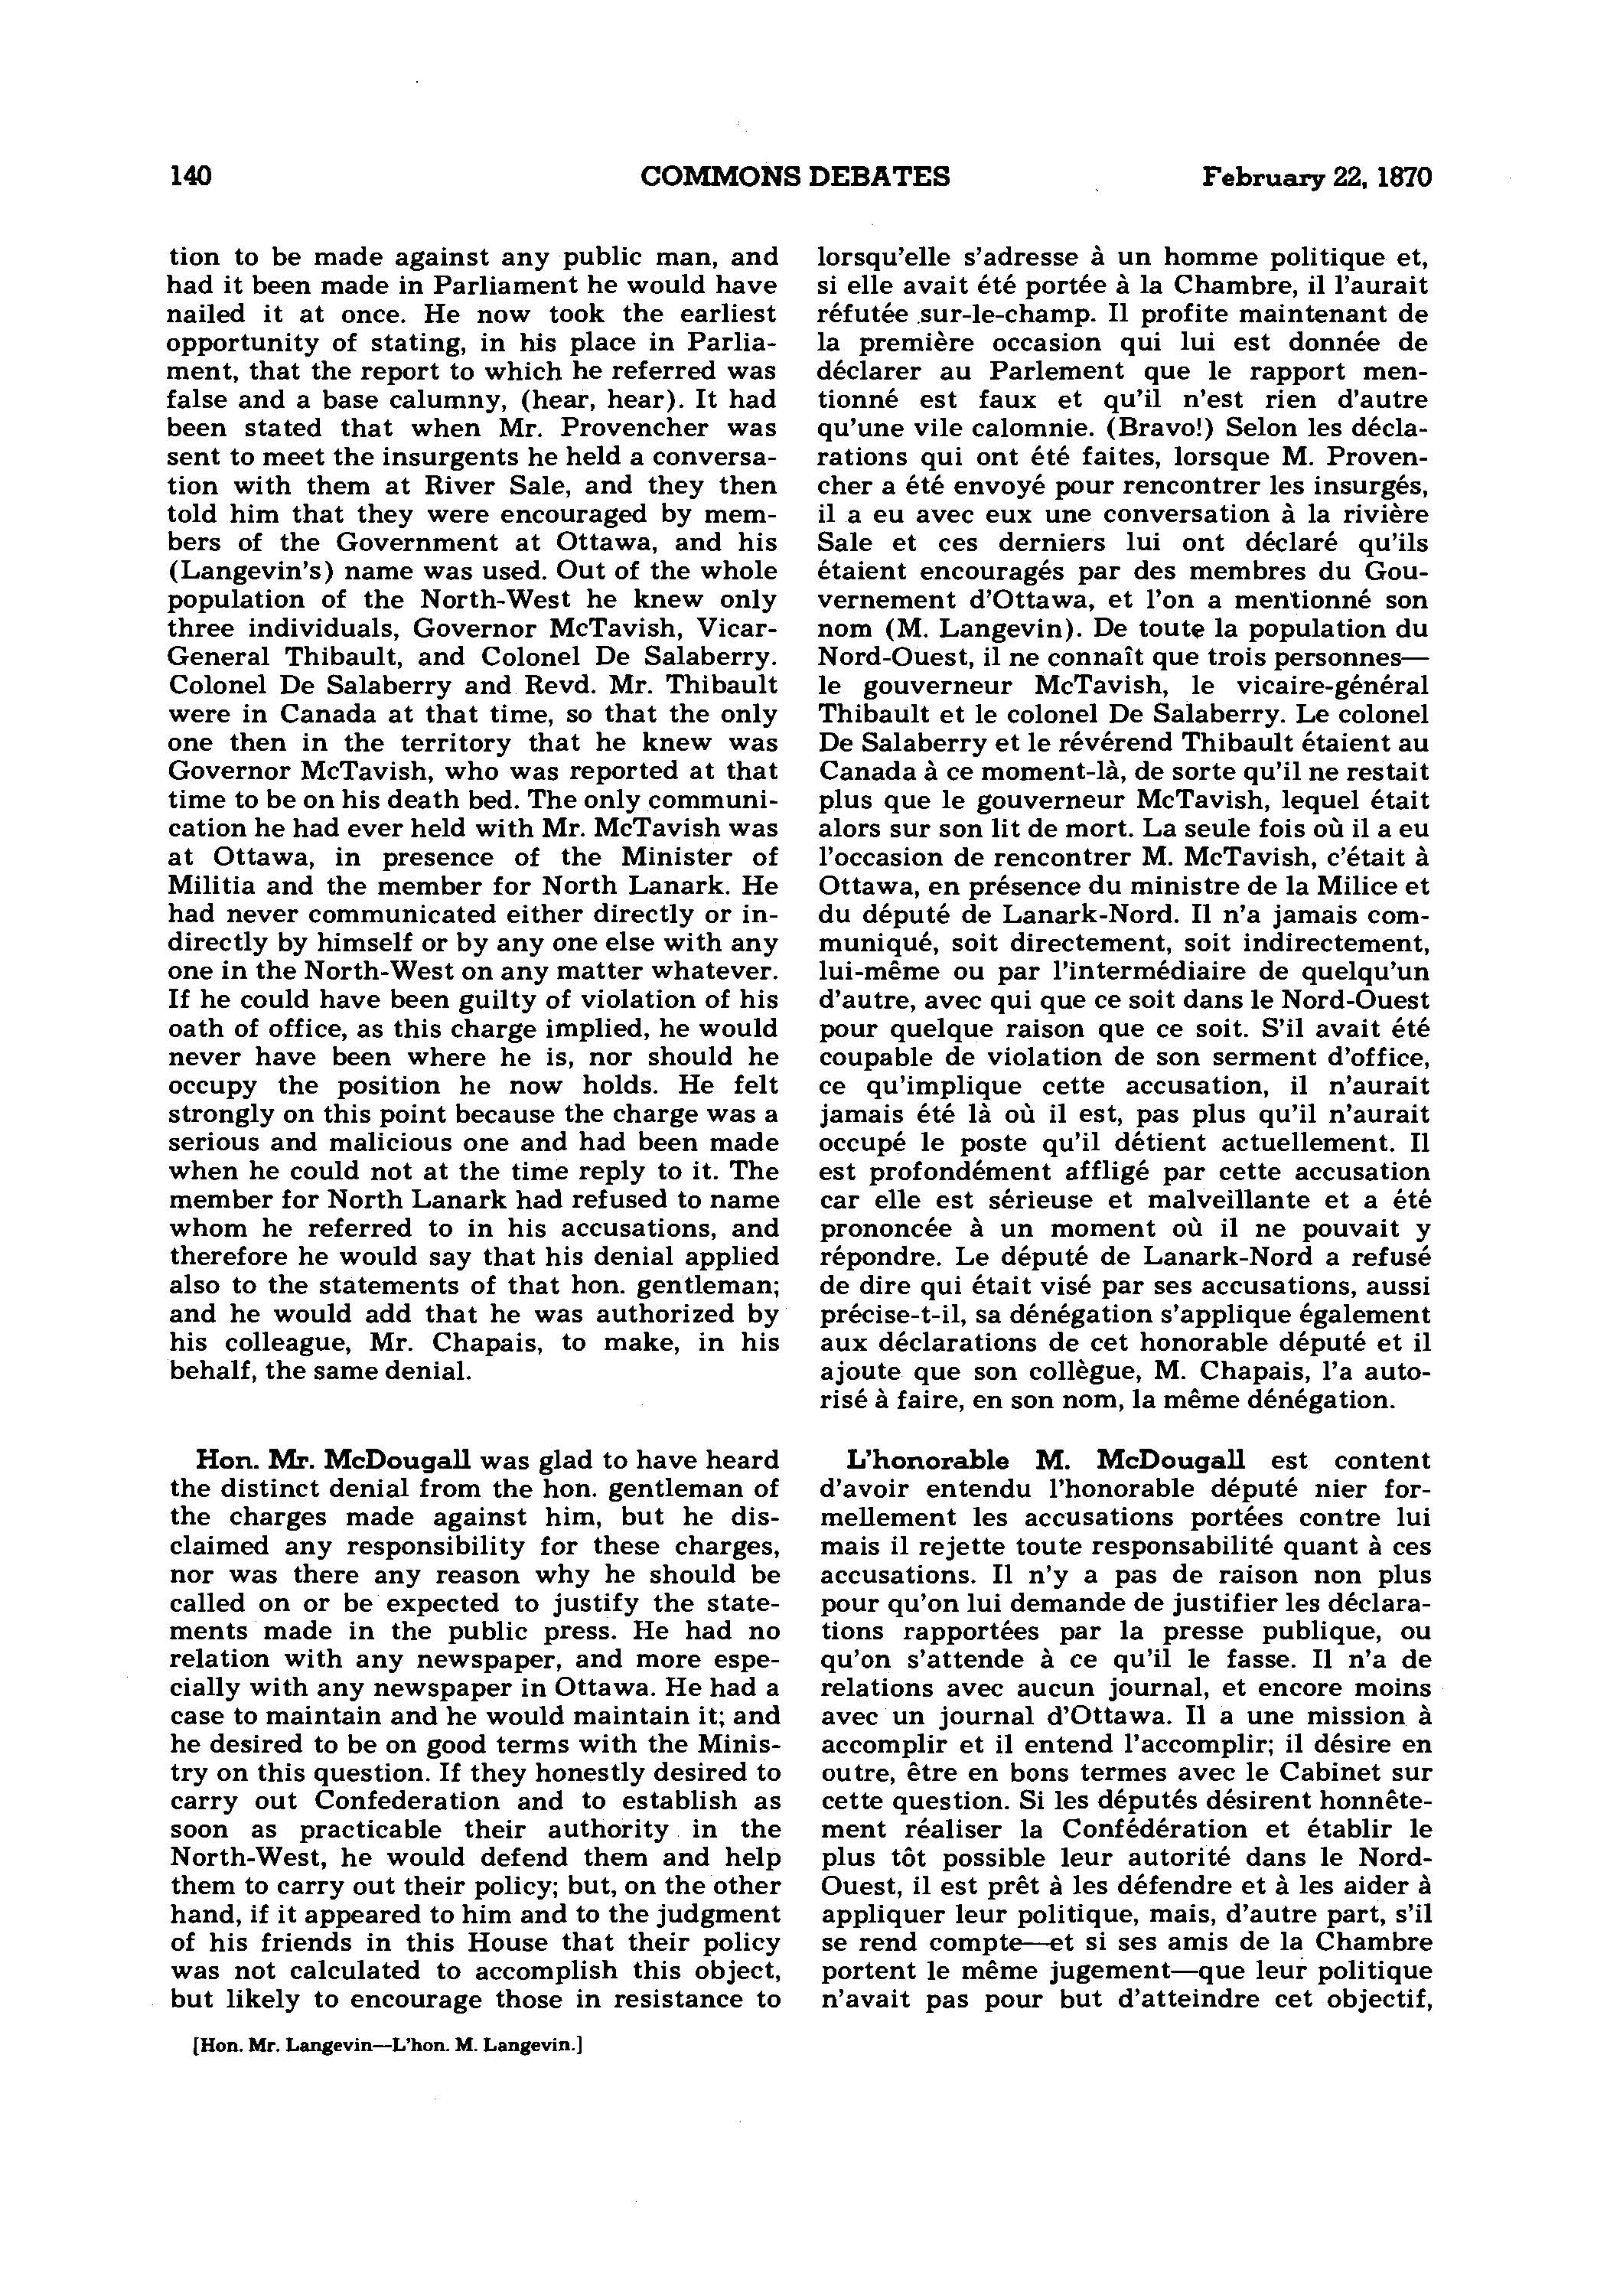 140 COMMONS DEBATES February 22, 1870
tion to be made against any public man, and
had it been made in Parliament he would have
nailed it at once. He now took the earliest
opportunity of stating, in his place in Parlia-
ment, that the report to which he referred was
false and a base calumny, (hear, hear). It had
been stated that when Mr. Provencher was
sent to meet the insurgents he held a conversa-
tion with them at River Sale, and they then
told him that they were encouraged by mem-
bers of the Government at Ottawa, and his
(Langevin's) name was used. Out of the whole
population of the North-West he knew only
three individuals, Governor McTavish, Vicar-
General Thibault, and Colonel De Salaberry.
Colonel De Salaberry and Revd. Mr. Thibault
were in Canada at that time, so that the only
one then in the territory that he knew was
Governor McTavish, who was reported at that
time to be on his death bed. The only communi-
cation he had ever held with Mr. McTavish was
at Ottawa, in presence of the Minister of
Militia and the member for North Lanark. He
had never communicated either directly or in-
directly by himself or by any one else with any
one in the North-West on any matter whatever.
If he could have been guilty of violation of his
oath of office, as this charge implied, he would
never have been where he is, nor should he
occupy the position he now holds. He felt
strongly on this point because the charge was a
serious and malicious one and had been made
when he could not at the time reply to it. The
member for North Lanark had refused to name
whom he referred to in his accusations, and
therefore he would say that his denial applied
also to the statements of that hon. gentleman;
and he would add that he was authorized by
his colleague, Mr. Chapais, to make, in his
behalf, the same denial.
Hon. Mr. McDougall was glad to have heard
the distinct denial from the hon. gentleman of
the charges made against him, but he dis-
claimed any responsibility for these charges,
nor was there any reason why he should be
called on or be expected to justify the state-
ments made in the public press. He had no
relation with any newspaper, and more espe-
cially with any newspaper in Ottawa. He had a
case to maintain and he would maintain it; and
he desired to be on good terms with the Minis-
try on this question. If they honestly desired to
carry out Confederation and to establish as
soon as practicable their authority in the
North-West, he would defend them and help
them to carry out their policy; but, on the other
hand, if it appeared to him and to the judgment
of his friends in this House that their policy
was not calculated to accomplish this object,
but likely to encourage those in resistance to
lorsqu'elle s'adresse à un homme politique et,
si elle avait été portée à la Chambre, il l'aurait
réfutée sur-le-champ. Il profite maintenant de
la première occasion qui lui est donnée de
déclarer au Parlement que le rapport men-
tionné est faux et qu'il n'est rien d'autre
qu'une vile calomnie. (Bravo!) Selon les décla-
rations qui ont été faites, lorsque M. Proven-
cher a été envoyé pour rencontrer les insurgés,
il a eu avec eux une conversation à la rivière
Sale et ces derniers lui ont déclaré qu'ils
étaient encouragés par des membres du Gou-
vernement d'Ottawa, et l'on a mentionné son
nom (M. Langevin). De toute la population du
Nord-Ouest, il ne connaît que trois personnes—
le gouverneur McTavish, le vicaire-général
Thibault et le colonel De Salaberry. Le colonel
De Salaberry et le révérend Thibault étaient au
Canada à ce moment-là, de sorte qu'il ne restait
plus que le gouverneur McTavish, lequel était
alors sur son lit de mort. La seule fois où il a eu
l'occasion de rencontrer M. McTavish, c'était à
Ottawa, en présence du ministre de la Milice et
du député de Lanark-Nord. Il n'a jamais com-
muniqué, soit directement, soit indirectement,
lui-même ou par l'intermédiaire de quelqu'un
d'autre, avec qui que ce soit dans le Nord-Ouest
pour quelque raison que ce soit. S'il avait été
coupable de violation de son serment d'office,
ce qu'implique cette accusation, il n'aurait
jamais été là où il est, pas plus qu'il n'aurait
occupé le poste qu'il détient actuellement. Il
est profondément affligé par cette accusation
car elle est sérieuse et malveillante et a été
prononcée à un moment où il ne pouvait y
répondre. Le député de Lanark-Nord a refusé
de dire qui était visé par ses accusations, aussi
précise-t-il, sa dénégation s'applique également
aux déclarations de cet honorable député et il
ajoute que son collègue, M. Chapais, l'a auto-
risé à faire, en son nom, la même dénégation.
L'honorable M. McDougall est content
d'avoir entendu l'honorable député nier for-
mellement les accusations portées contre lui
mais il rejette toute responsabilité quant à ces
accusations. Il n'y a pas de raison non plus
pour qu'on lui demande de justifier les déclara-
tions rapportées par la presse publique, ou
qu'on s'attende à ce qu'il le fasse. Il n'a de
relations avec aucun journal, et encore moins
avec un journal d'Ottawa. Il a une mission à
accomplir et il entend l'accomplir; il désire en
outre, être en bons termes avec le Cabinet sur
cette question. Si les députés désirent honnête-
ment réaliser la Confédération et établir le
plus tôt possible leur autorité dans le Nord-
Ouest, il est prêt à les défendre et à les aider à
appliquer leur politique, mais, d'autre part, s'il
se rend compte—et si ses amis de la Chambre
portent le même jugement—que leur politique
n'avait pas pour but d'atteindre cet objectif,
[Hon. Mr. Langevin—L'hon. M. Langevin.]